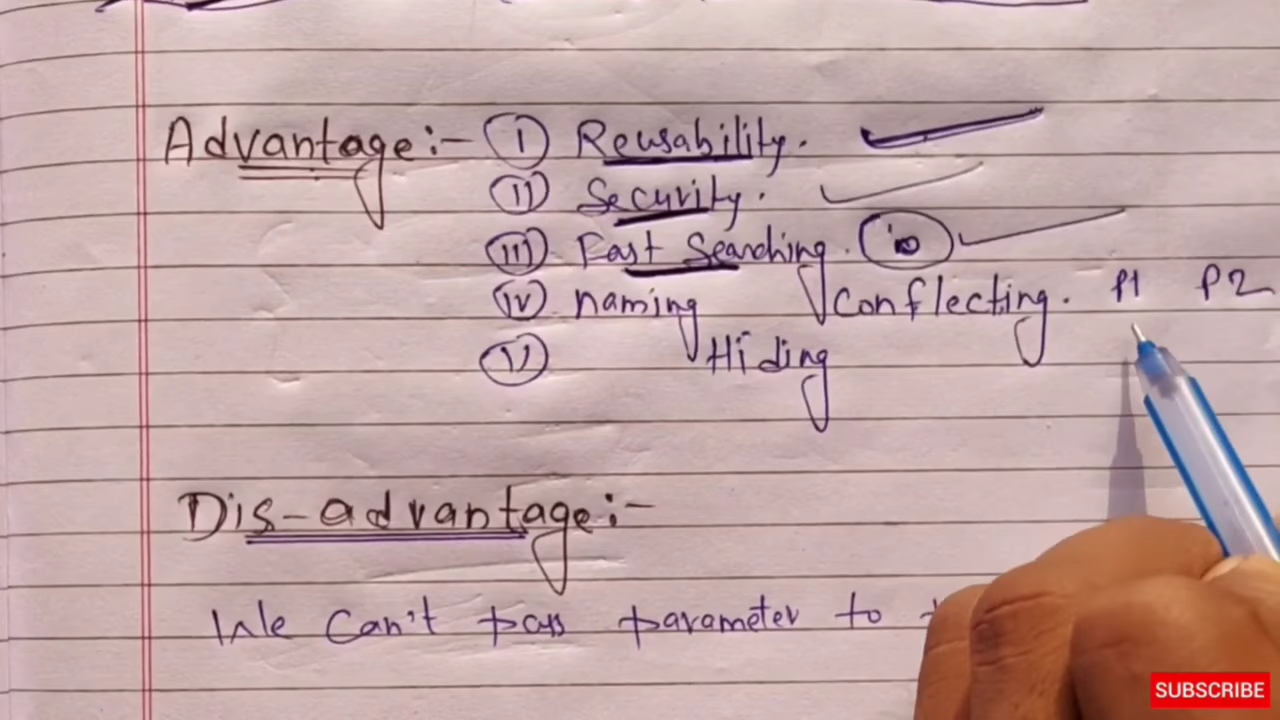 Advantage:- (I) Reusability.
(II) Security.
(III) Fast Searching. io
(IV) naming Conflecting. P1 P2
(V) Hiding
Dis-advantage:-
We Can't pass parameter to
SUBSCRIBE